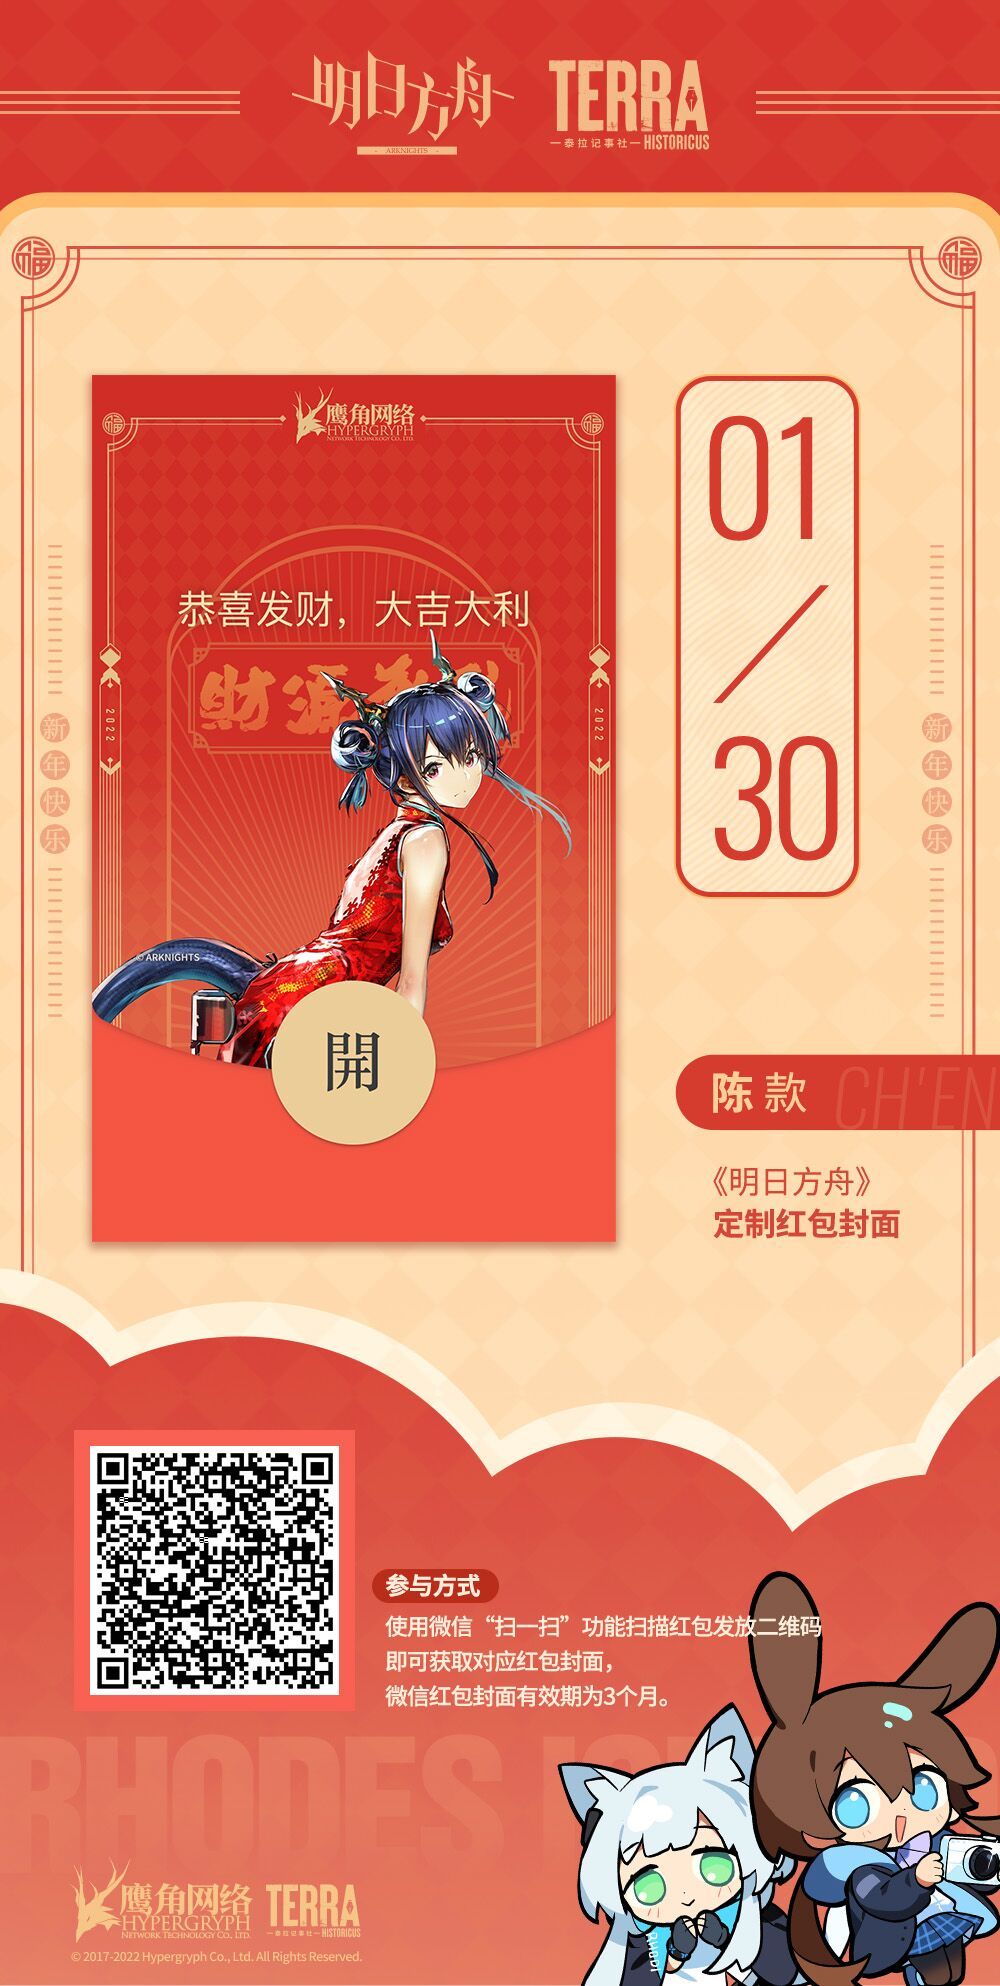 明日方舟
ARKNIGHTS
TERRA
泰拉记事社
HISTORICUS
福
福
鹰角网络
HYPERGRYPH
NETWORK TECHNOLOGY CO., LTD.
福
福
恭喜发财，大吉大利
2022
2022
© ARKNIGHTS
開
01
/
30
新年快乐
新年快乐
陈 款
CH'EN
《明日方舟》
定制红包封面
参与方式
使用微信“扫一扫”功能扫描红包发放二维码
即可获取对应红包封面，
微信红包封面有效期为3个月。
RHODES
鹰角网络
HYPERGRYPH
NETWORK TECHNOLOGY CO., LTD.
TERRA
泰拉记事社
HISTORICUS
© 2017-2022 Hypergryph Co., Ltd. All Rights Reserved.